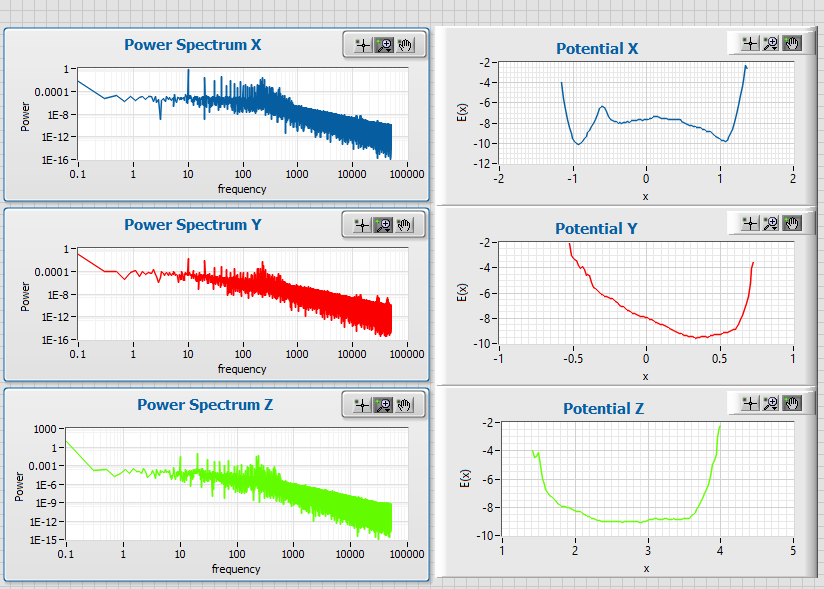 Power Spectrum X
Power
1
0.0001
1E-8
1E-12
1E-16
0.1 1 10 100 1000 10000 100000
frequency
Potential X
E(x)
-2
-4
-6
-8
-10
-12
-2 -1 0 1 2
x
Power Spectrum Y
Power
1
0.0001
1E-8
1E-12
1E-16
0.1 1 10 100 1000 10000 100000
frequency
Potential Y
E(x)
-2
-4
-6
-8
-10
-1 -0.5 0 0.5 1
x
Power Spectrum Z
Power
1000
1
0.001
1E-6
1E-9
1E-12
1E-15
0.1 1 10 100 1000 10000 100000
frequency
Potential Z
E(x)
-2
-4
-6
-8
-10
1 2 3 4 5
x